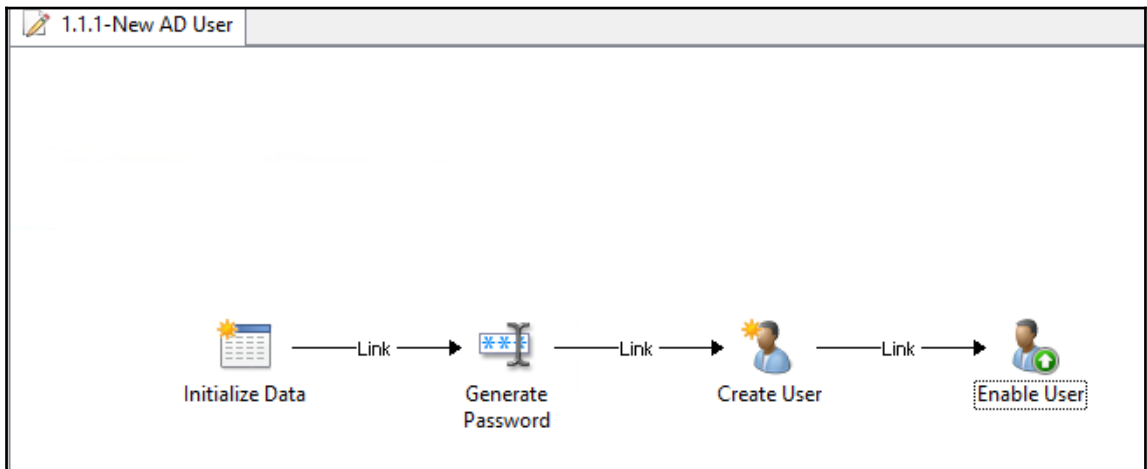 1.1.1-New AD User
Link Link Link
Initialize Data Generate Password Create User Enable User